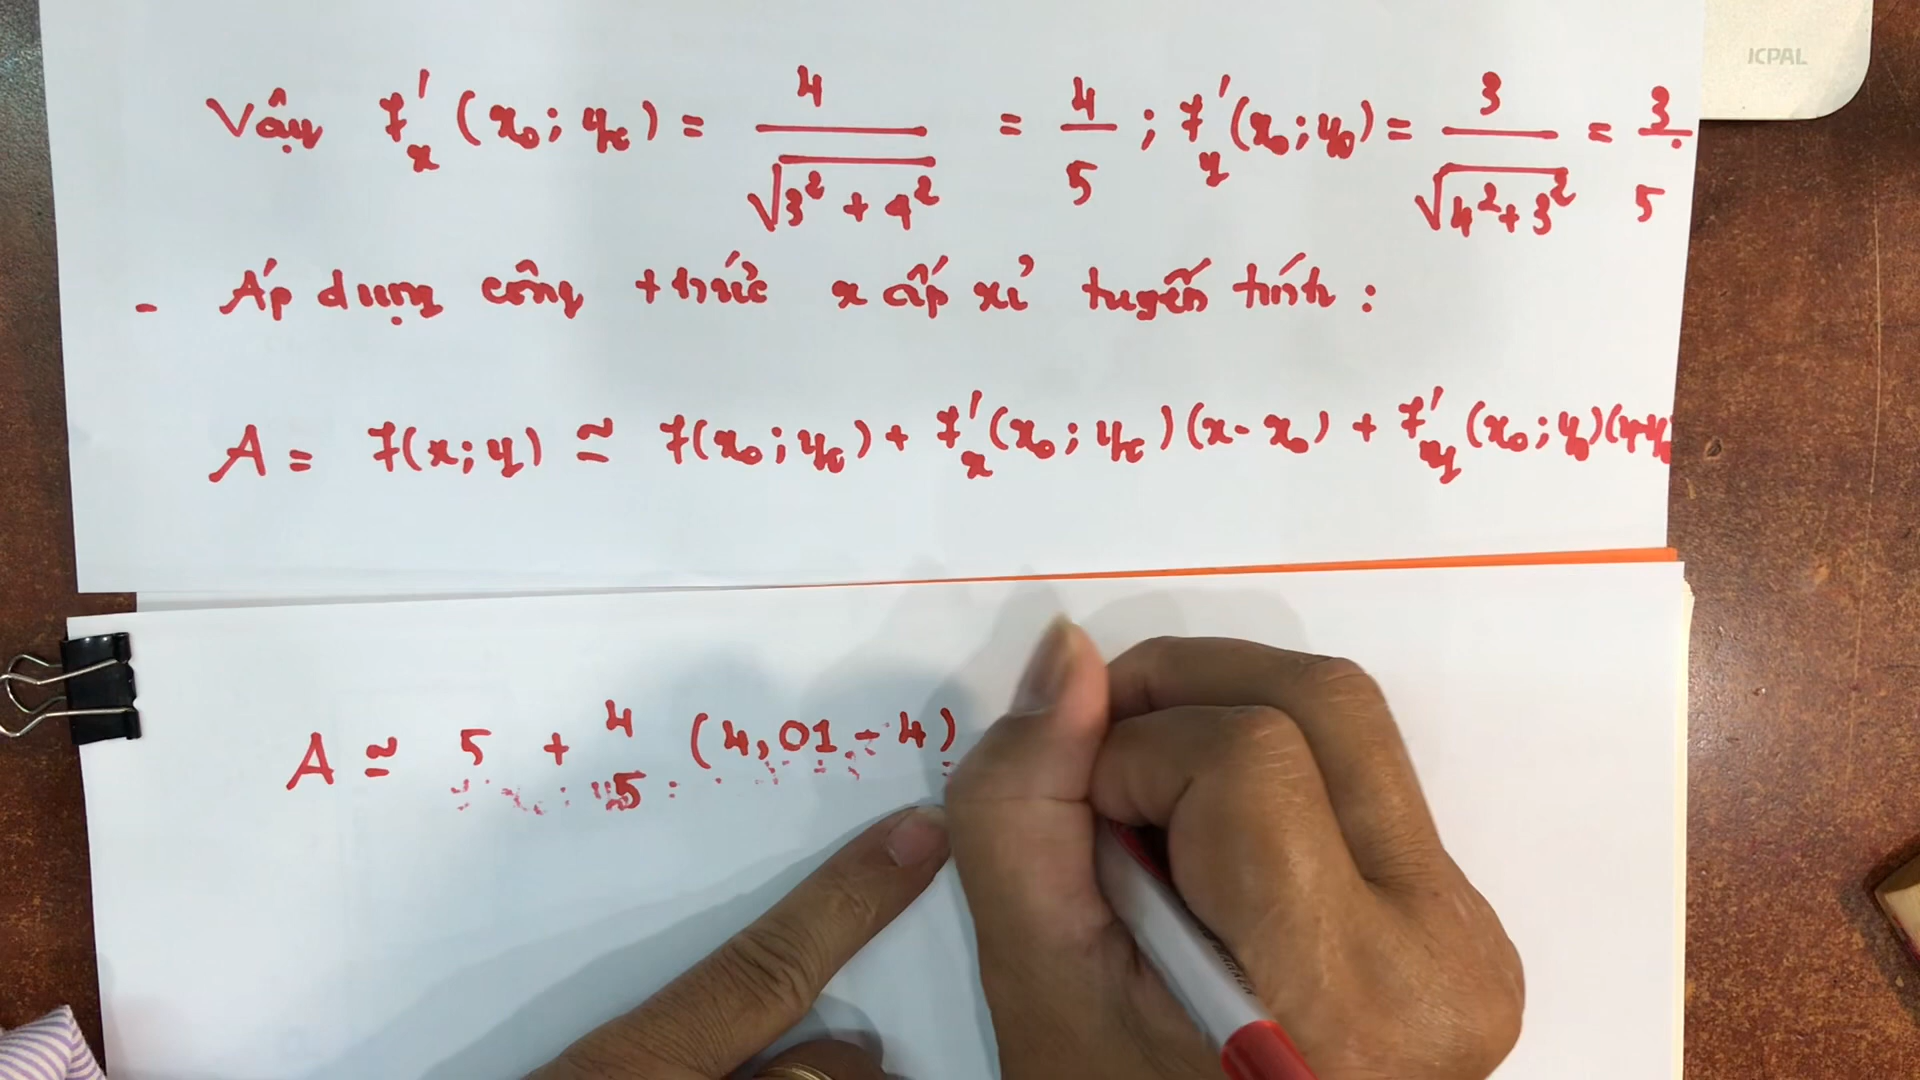 JCPAL
Vậy f'x (x₀; y₀) = 4/√(3² + 4²) = 4/5 ; f'y (x₀; y₀) = 3/√(4² + 3²) = 3/5
- Áp dụng công thức xấp xỉ tuyến tính :
A = f(x; y) ≃ f(x₀; y₀) + f'x (x₀; y₀) (x - x₀) + f'y (x₀; y₀)(y-y₀
A ≃ 5 + 4/5 (4,01 - 4)